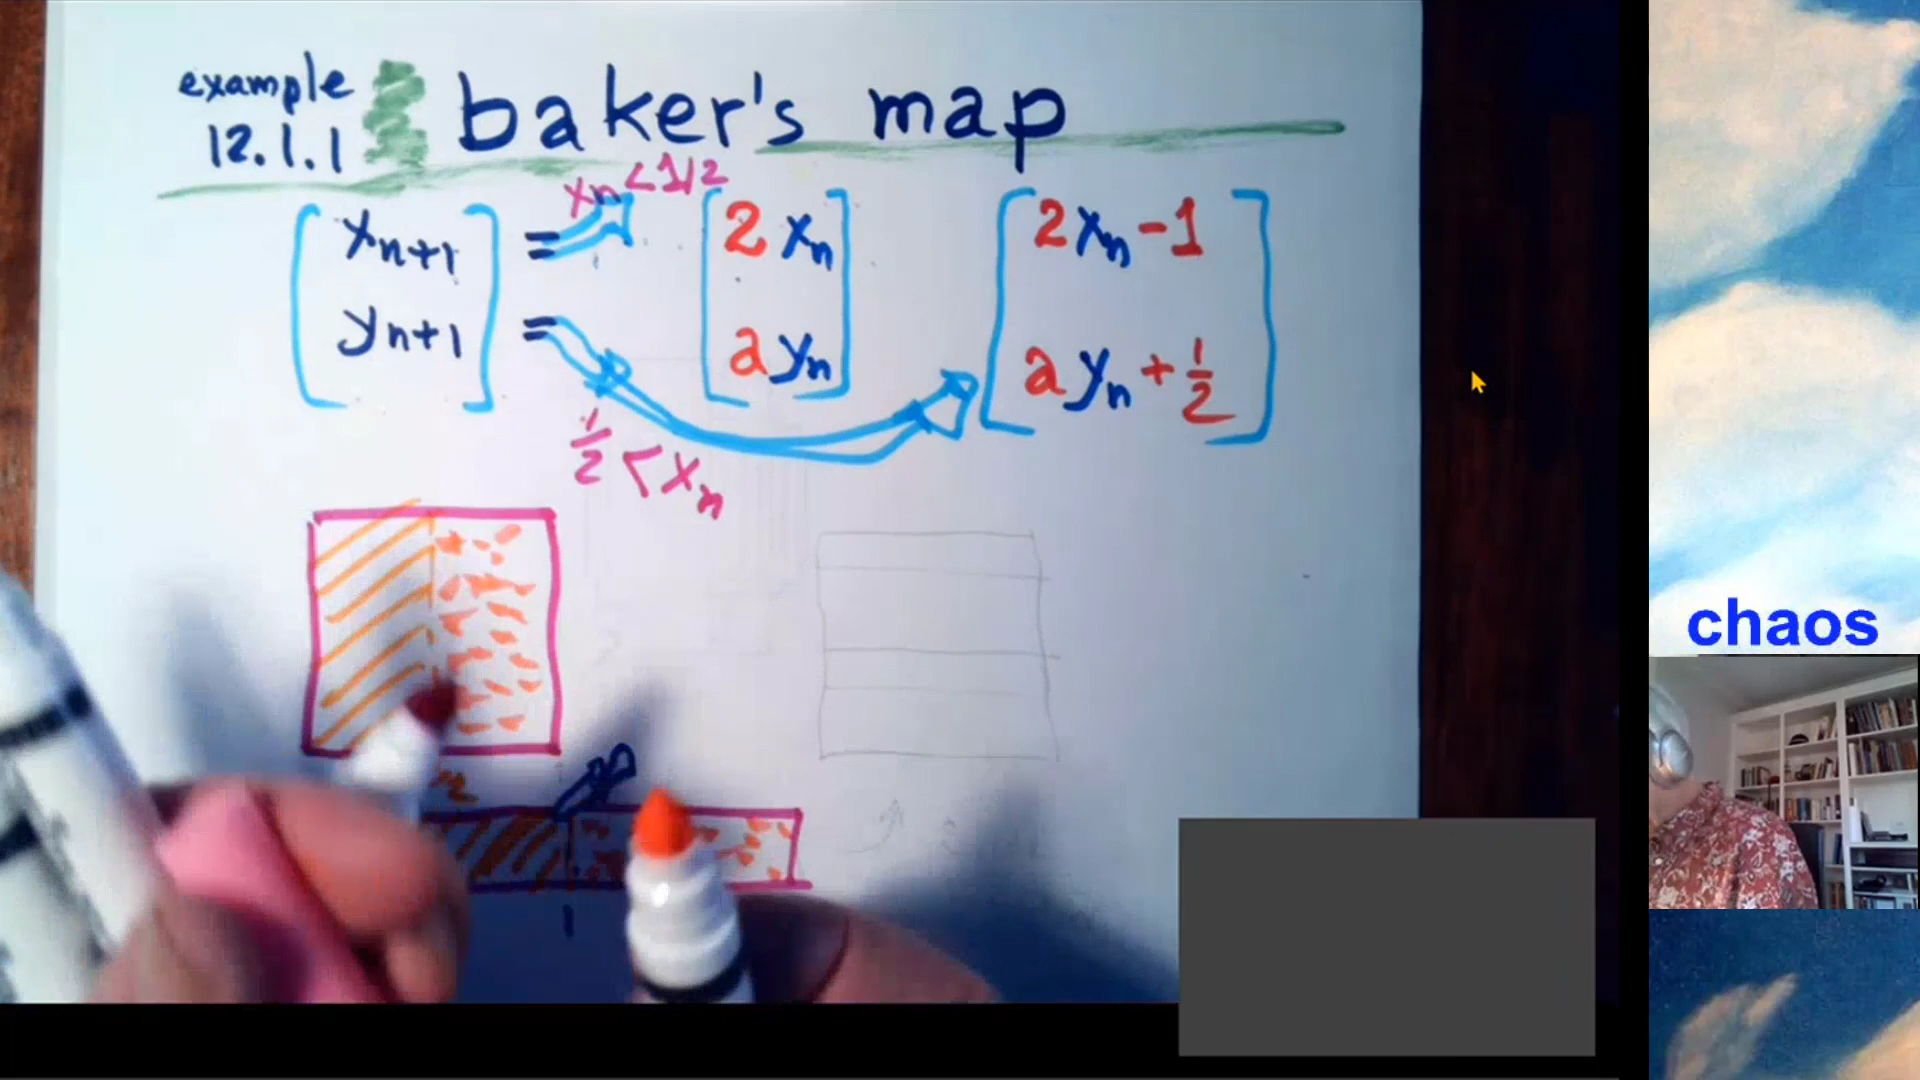 example
12.1.1
baker's map
xn < 1/2
xn+1 = 2xn 2xn - 1
yn+1 = ayn ayn + 1/2
1/2 < xn
1
chaos